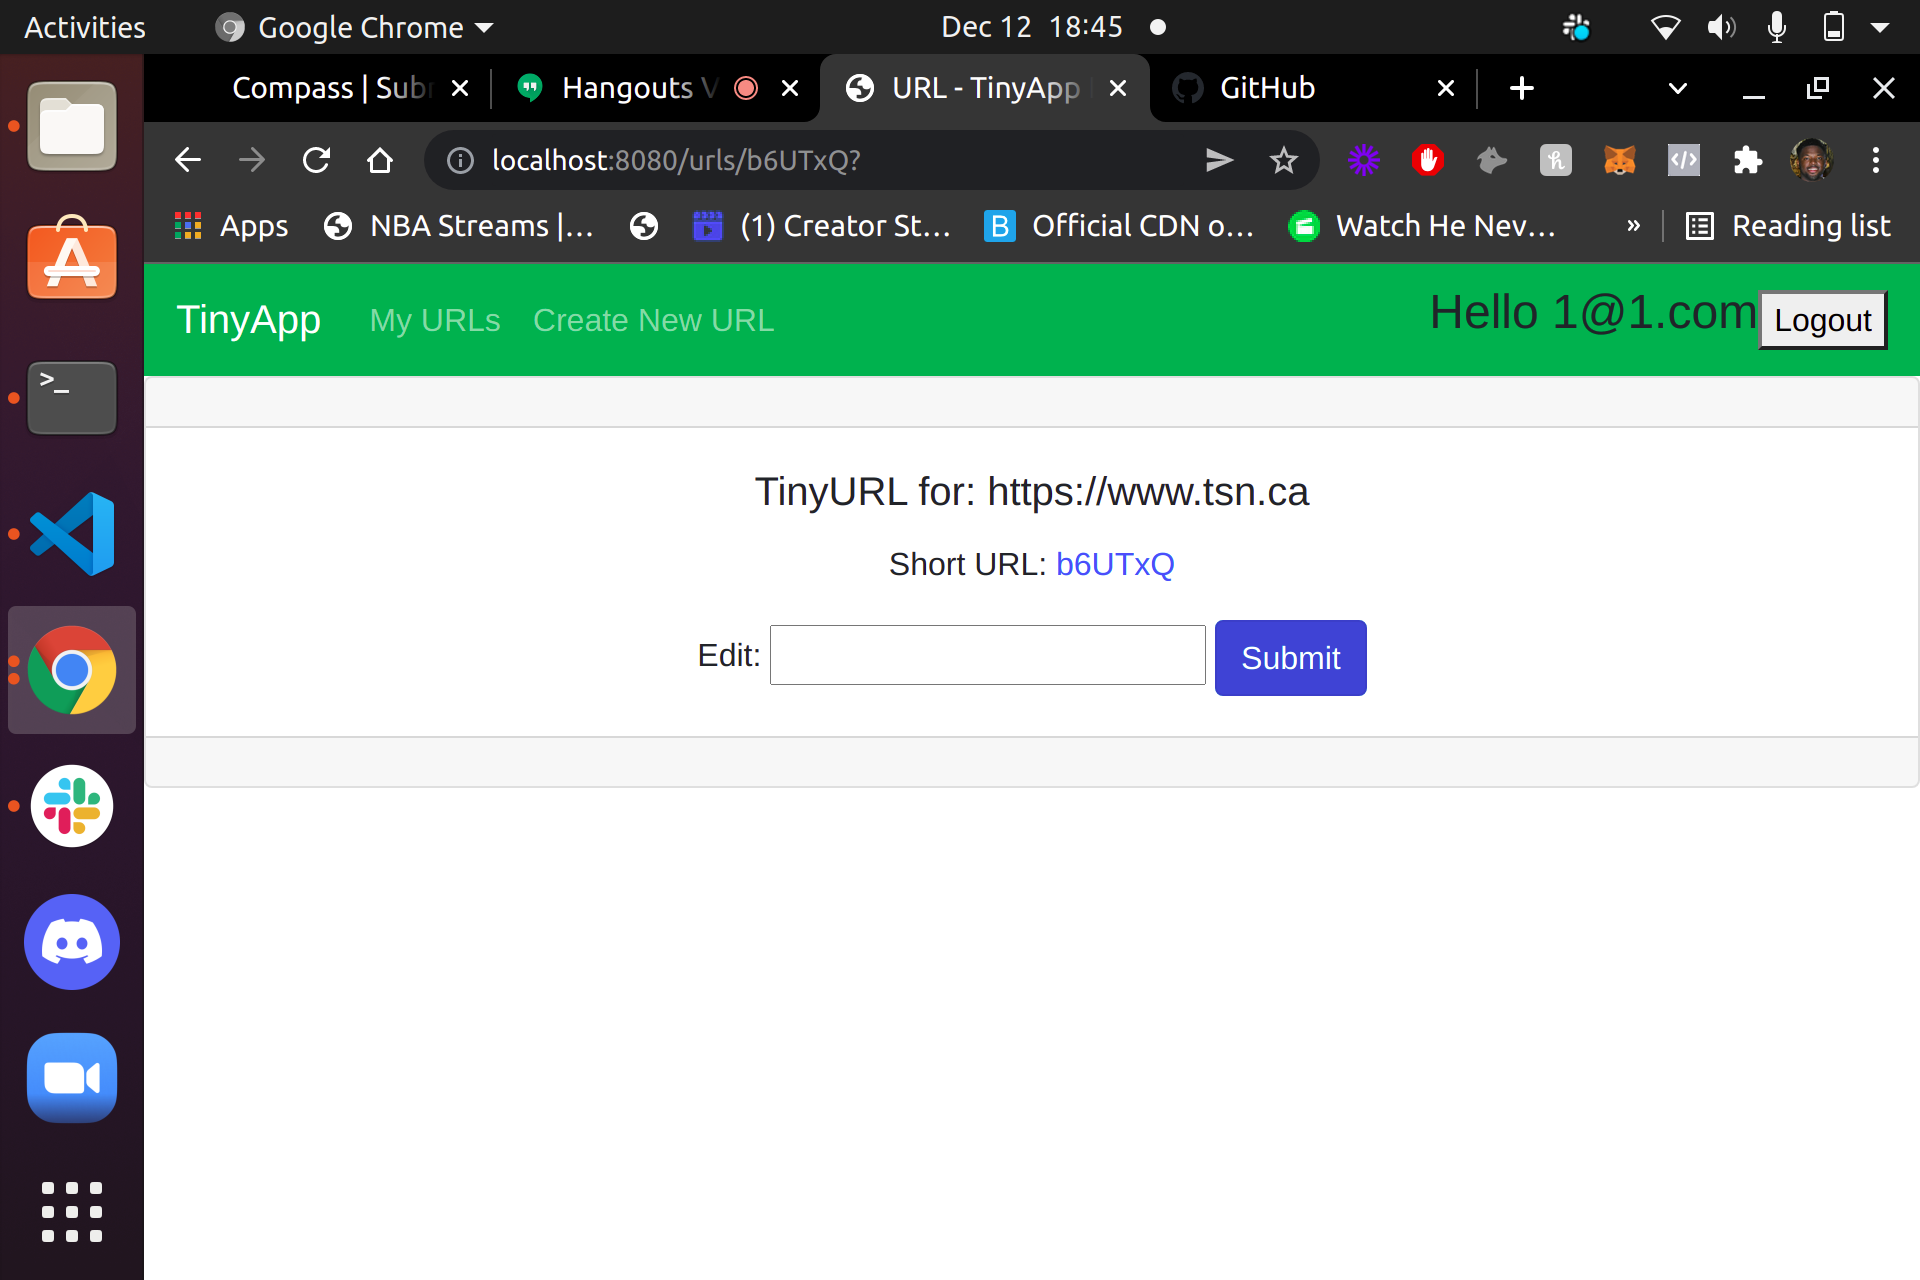 Activities Google Chrome Dec 12 18:45
Compass | Sub Hangouts V URL - TinyApp GitHub
localhost:8080/urls/b6UTxQ?
Apps NBA Streams |... (1) Creator St... B Official CDN o... Watch He Nev... » Reading list
TinyApp My URLs Create New URL Hello 1@1.com Logout
TinyURL for: https://www.tsn.ca
Short URL: b6UTxQ
Edit: Submit